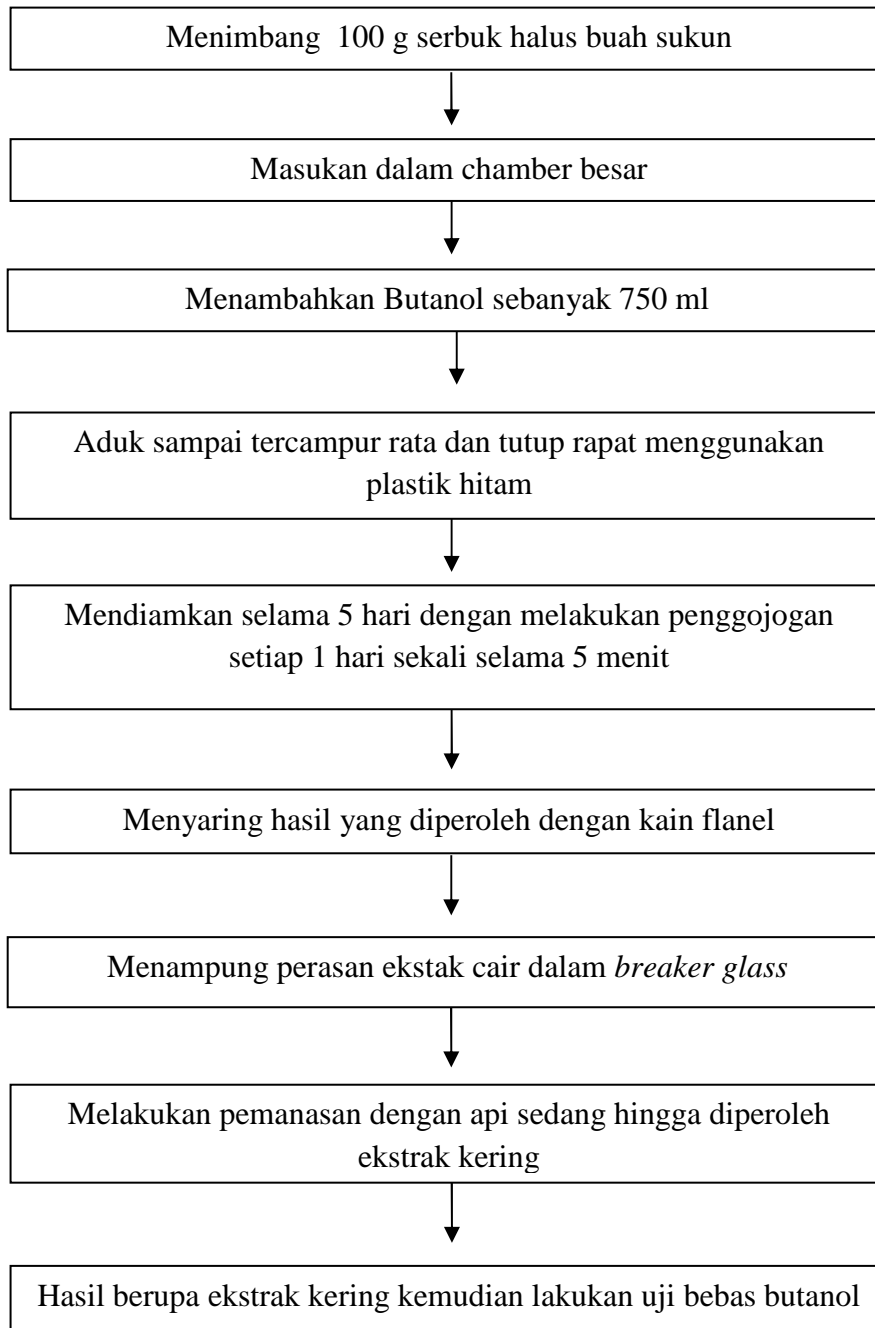 Menimbang  100 g serbuk halus buah sukun
Masukan dalam chamber besar
Menambahkan Butanol sebanyak 750 ml
Aduk sampai tercampur rata dan tutup rapat menggunakan
plastik hitam
Mendiamkan selama 5 hari dengan melakukan penggojogan
setiap 1 hari sekali selama 5 menit
Menyaring hasil yang diperoleh dengan kain flanel
Menampung perasan ekstak cair dalam breaker glass
Melakukan pemanasan dengan api sedang hingga diperoleh
ekstrak kering
Hasil berupa ekstrak kering kemudian lakukan uji bebas butanol